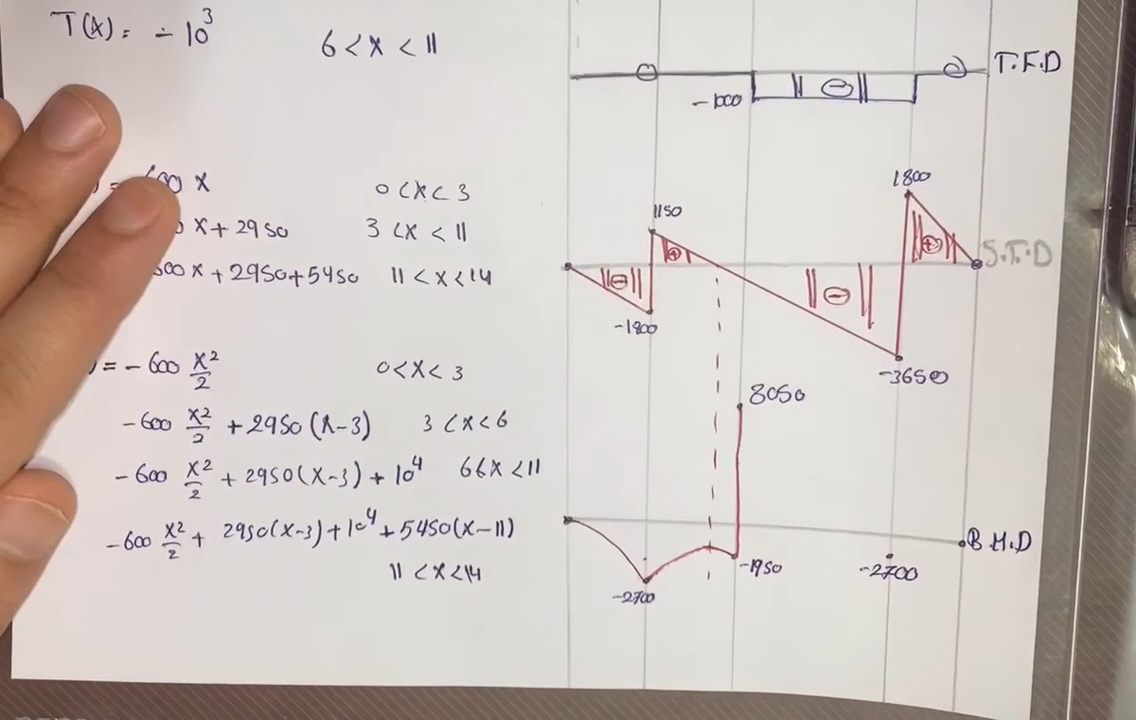 T(x) = - 10³
6 < x < 11
= -600 x
0 < x < 3
x + 2950
3 < x < 11
600 x + 2950 + 5450
11 < x < 14
= - 600 x²/2
0 < x < 3
- 600 x²/2 + 2950 (x-3)
3 < x < 6
- 600 x²/2 + 2950 (x-3) + 10⁴
6 < x < 11
- 600 x²/2 + 2950(x-3) + 10⁴ + 5450(x-11)
11 < x < 14
T.F.D
-1000
⊖
1800
1150
⊖
⊕
⊖
⊕
S.F.D
-1800
-3650
8050
B.M.D
-1950
-2700
-2700